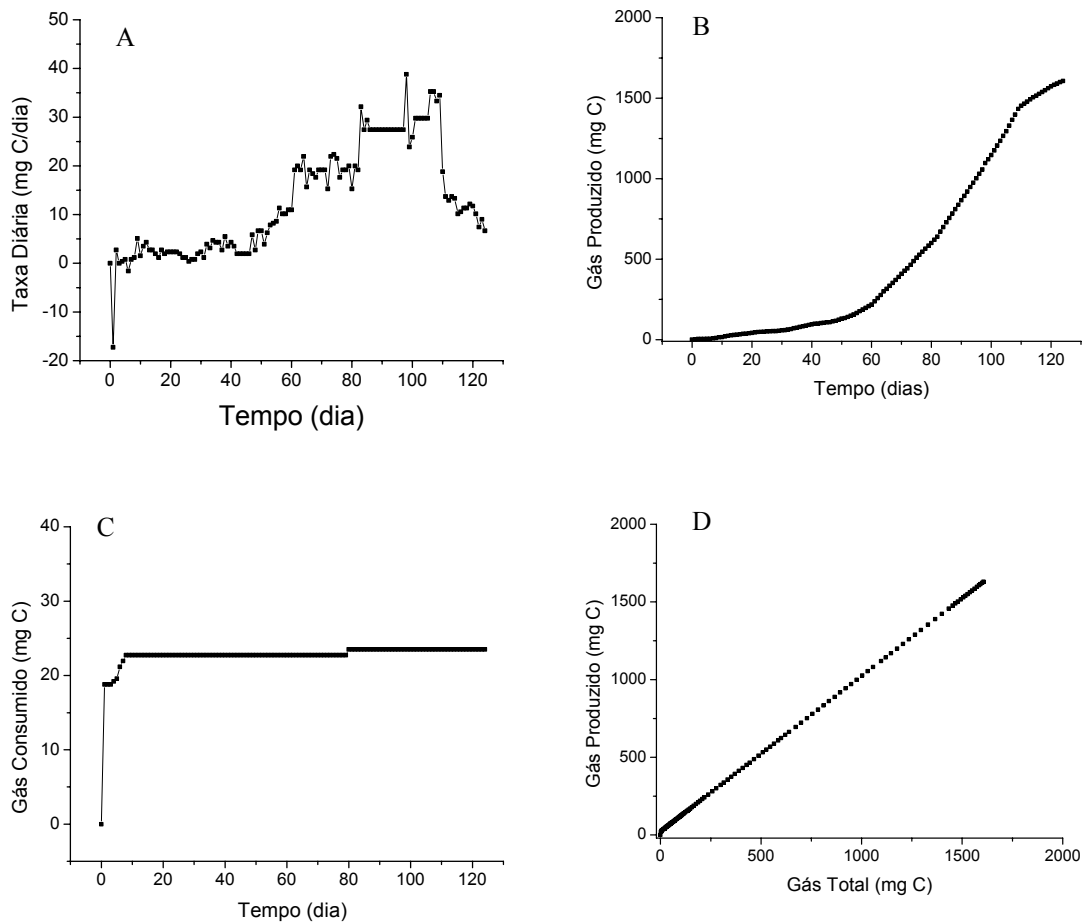 A
Taxa Diária (mg C/dia)
50
40
30
20
10
0
-10
-20
0 20 40 60 80 100 120
Tempo (dia)
B
Gás Produzido (mg C)
2000
1500
1000
500
0
0 20 40 60 80 100 120
Tempo (dias)
C
Gás Consumido (mg C)
40
30
20
10
0
0 20 40 60 80 100 120
Tempo (dia)
D
Gás Produzido (mg C)
2000
1500
1000
500
0
0 500 1000 1500 2000
Gás Total (mg C)